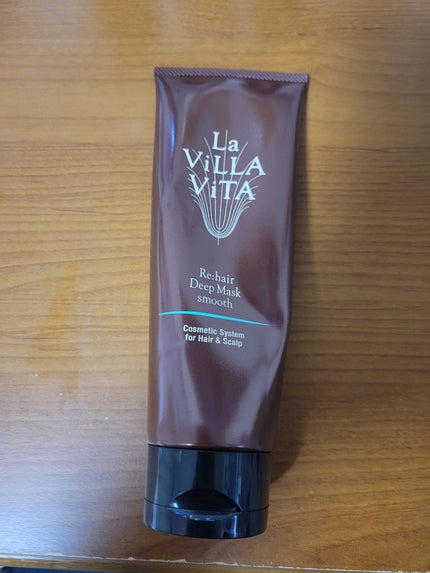 La
ViLLA
ViTA
Re:hair
Deep Mask
smooth
Cosmetic System
for Hair & Scalp